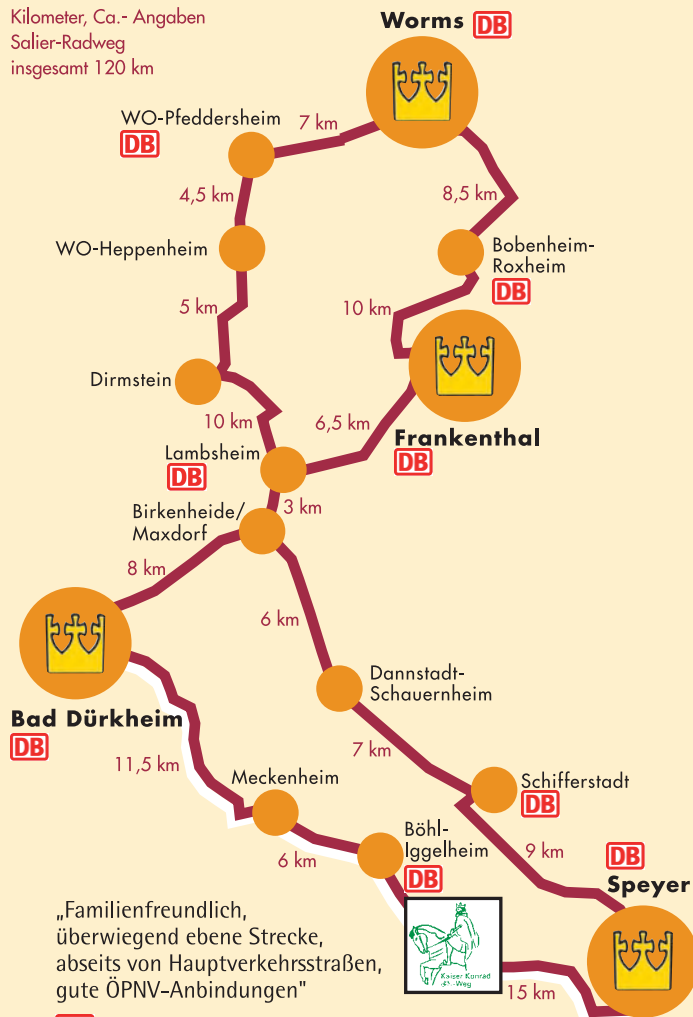 Kilometer, Ca.- Angaben
Salier-Radweg
insgesamt 120 km
Worms DB
WO-Pfeddersheim
DB
7 km
4,5 km
8,5 km
WO-Heppenheim
Bobenheim-
Roxheim
DB
5 km
10 km
Dirmstein
10 km
6,5 km
Frankenthal
DB
Lambsheim
DB
3 km
Birkenheide/
Maxdorf
8 km
6 km
Dannstadt-
Schauernheim
Bad Dürkheim
DB
7 km
11,5 km
Meckenheim
Schifferstadt
DB
6 km
Böhl-
Iggelheim
DB
9 km
DB
Speyer
„Familienfreundlich,
überwiegend ebene Strecke,
abseits von Hauptverkehrsstraßen,
gute ÖPNV-Anbindungen"
Kaiser Konrad
-Weg
15 km